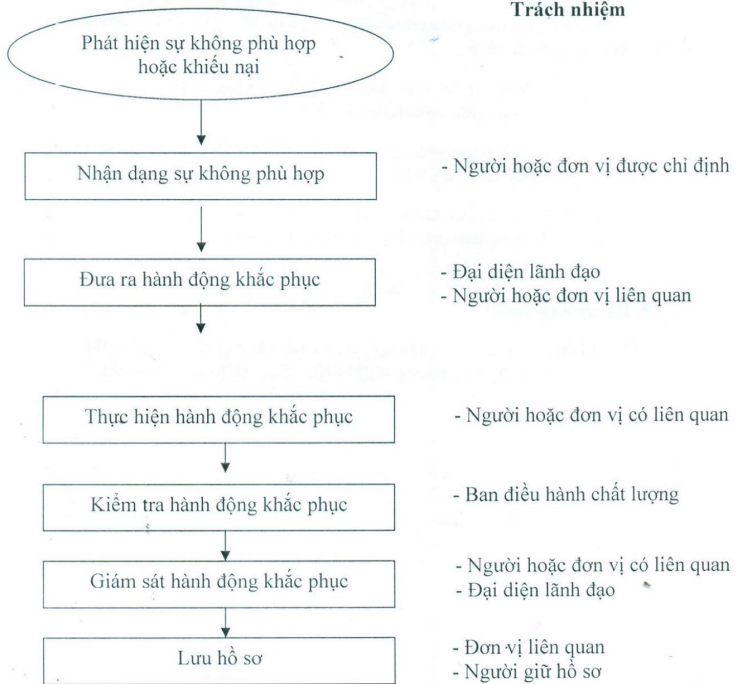 Trách nhiệm
Phát hiện sự không phù hợp
hoặc khiếu nại
Nhận dạng sự không phù hợp
- Người hoặc đơn vị được chỉ định
Đưa ra hành động khắc phục
- Đại diện lãnh đạo
- Người hoặc đơn vị liên quan
Thực hiện hành động khắc phục
- Người hoặc đơn vị có liên quan
Kiểm tra hành động khắc phục
- Ban điều hành chất lượng
Giám sát hành động khắc phục
- Người hoặc đơn vị có liên quan
- Đại diện lãnh đạo
Lưu hồ sơ
- Đơn vị liên quan
- Người giữ hồ sơ